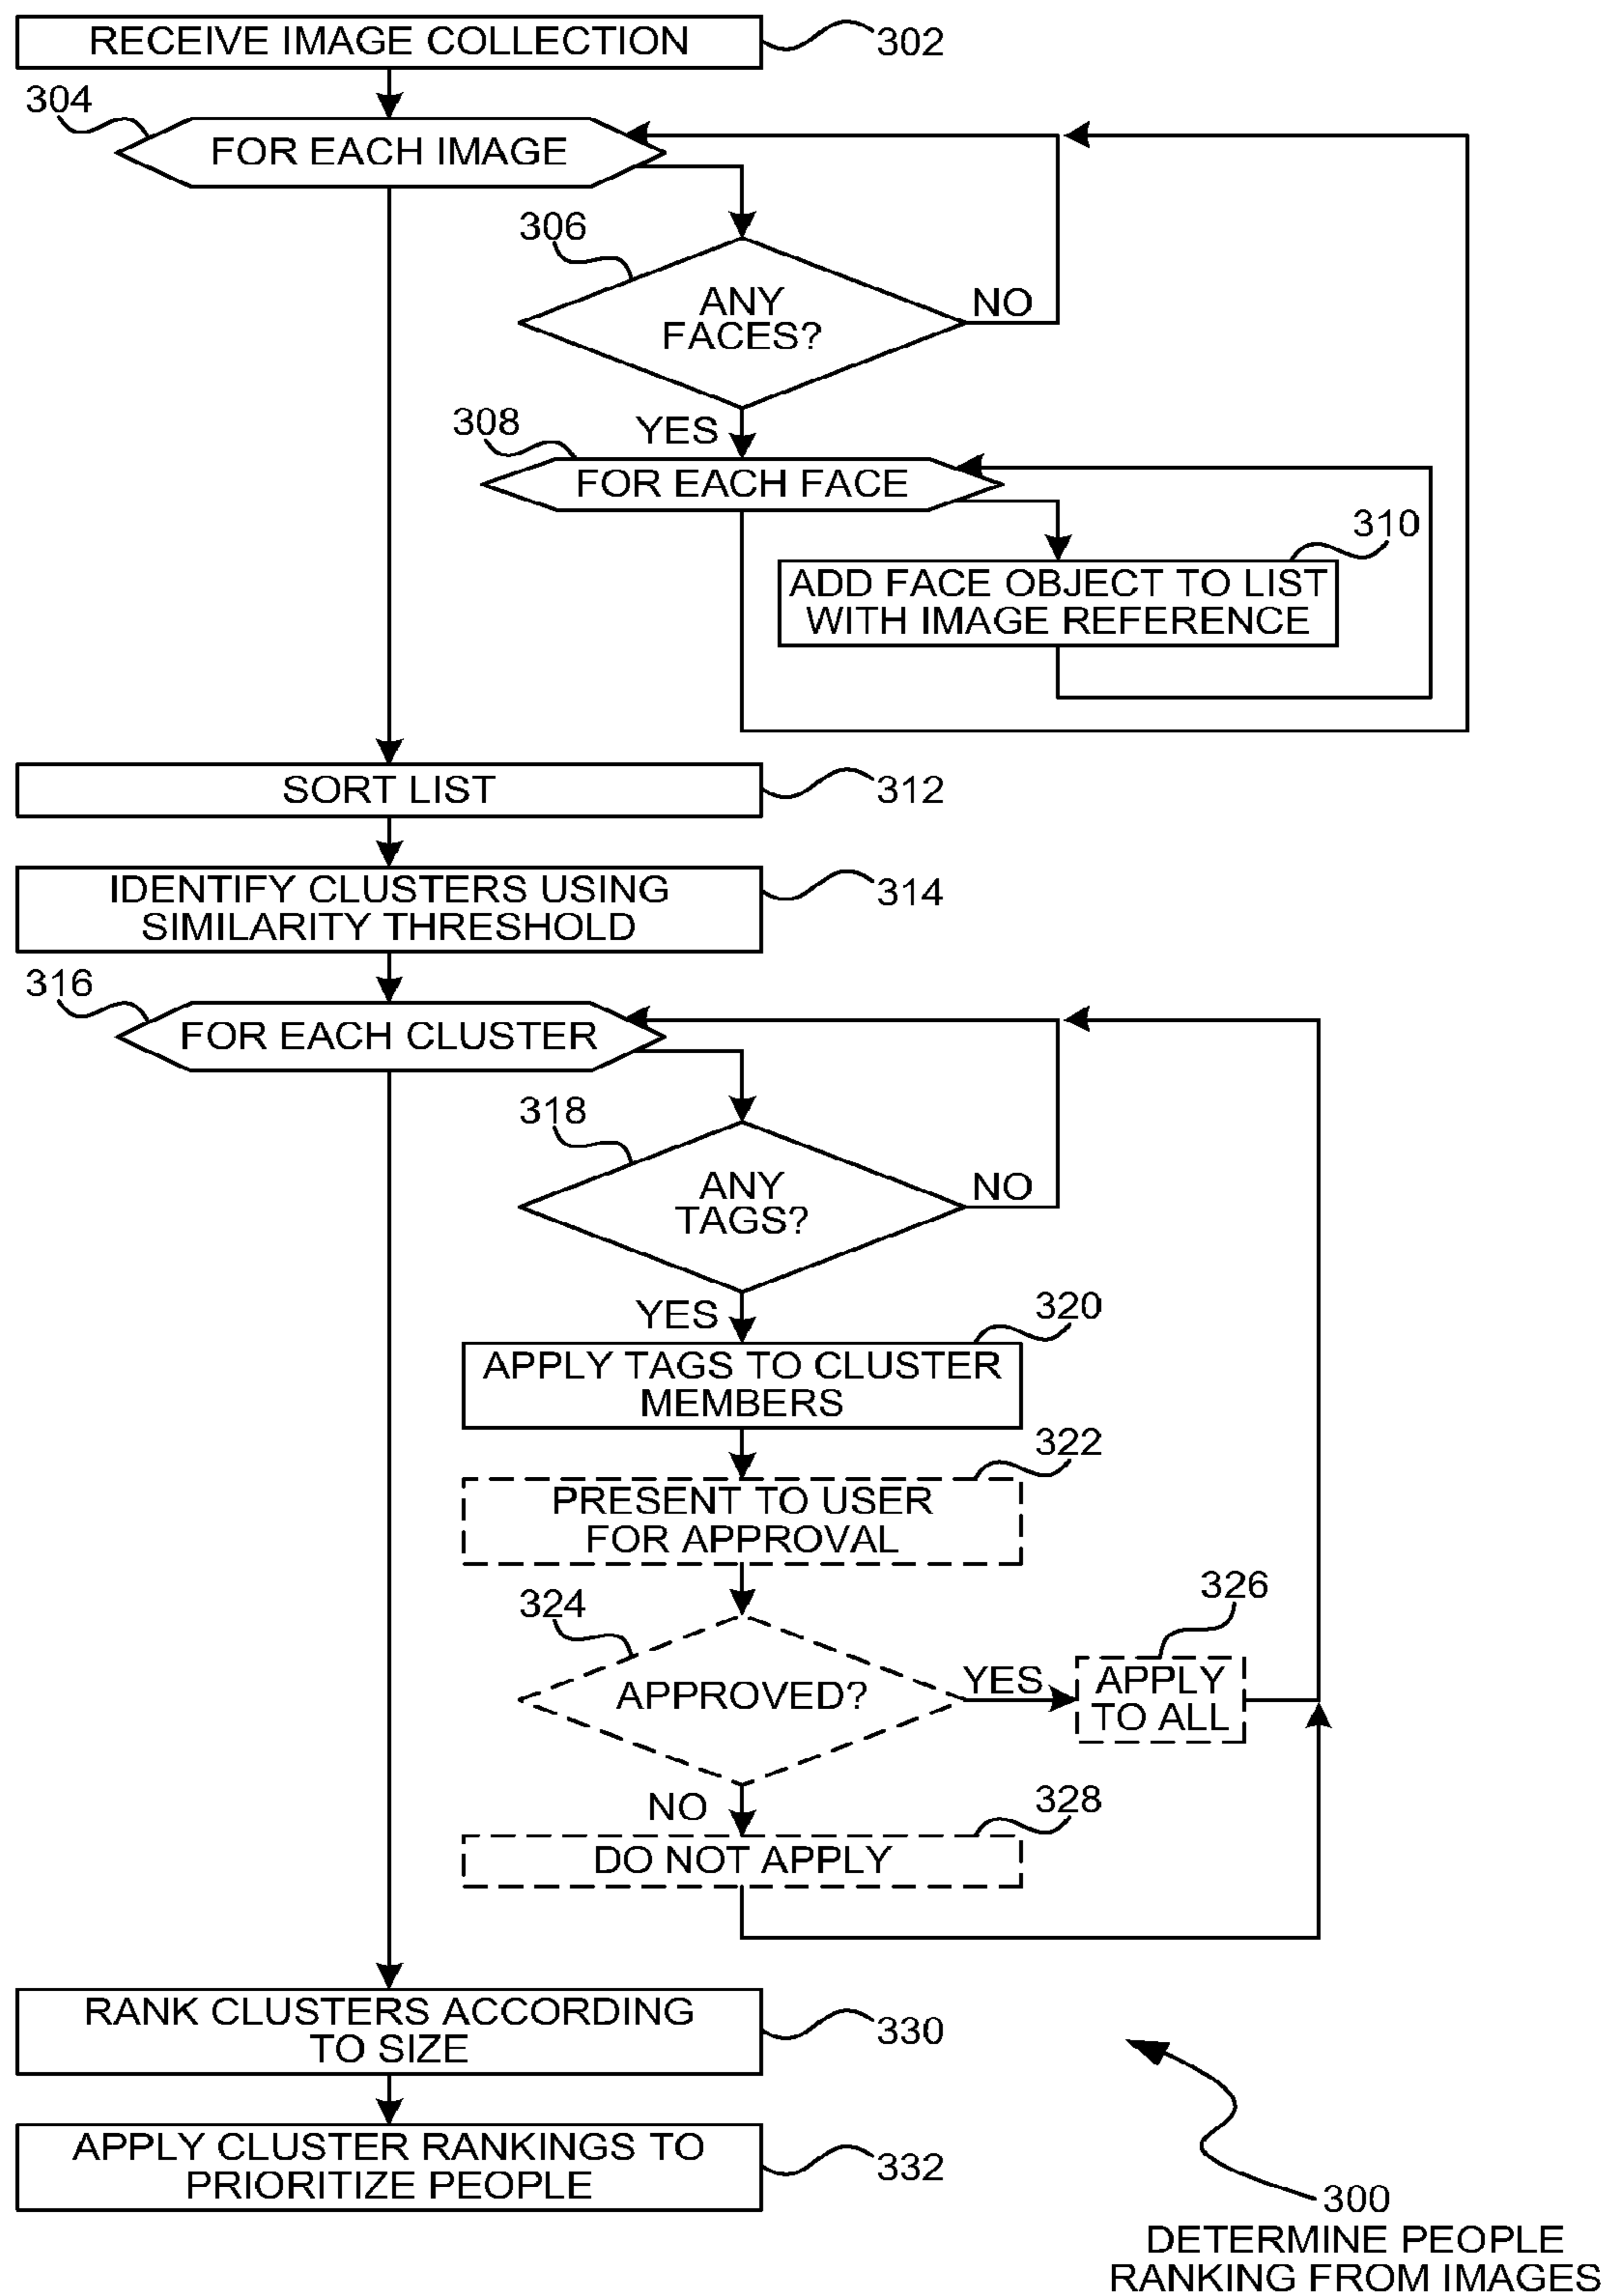 RECEIVE IMAGE COLLECTION
302
304
FOR EACH IMAGE
306
ANY
FACES?
NO
YES
308
FOR EACH FACE
310
ADD FACE OBJECT TO LIST
WITH IMAGE REFERENCE
SORT LIST
312
IDENTIFY CLUSTERS USING
SIMILARITY THRESHOLD
314
316
FOR EACH CLUSTER
318
ANY
TAGS?
NO
YES
320
APPLY TAGS TO CLUSTER
MEMBERS
322
PRESENT TO USER
FOR APPROVAL
324
APPROVED?
YES
326
APPLY
TO ALL
NO
328
DO NOT APPLY
RANK CLUSTERS ACCORDING
TO SIZE
330
APPLY CLUSTER RANKINGS TO
PRIORITIZE PEOPLE
332
300
DETERMINE PEOPLE
RANKING FROM IMAGES